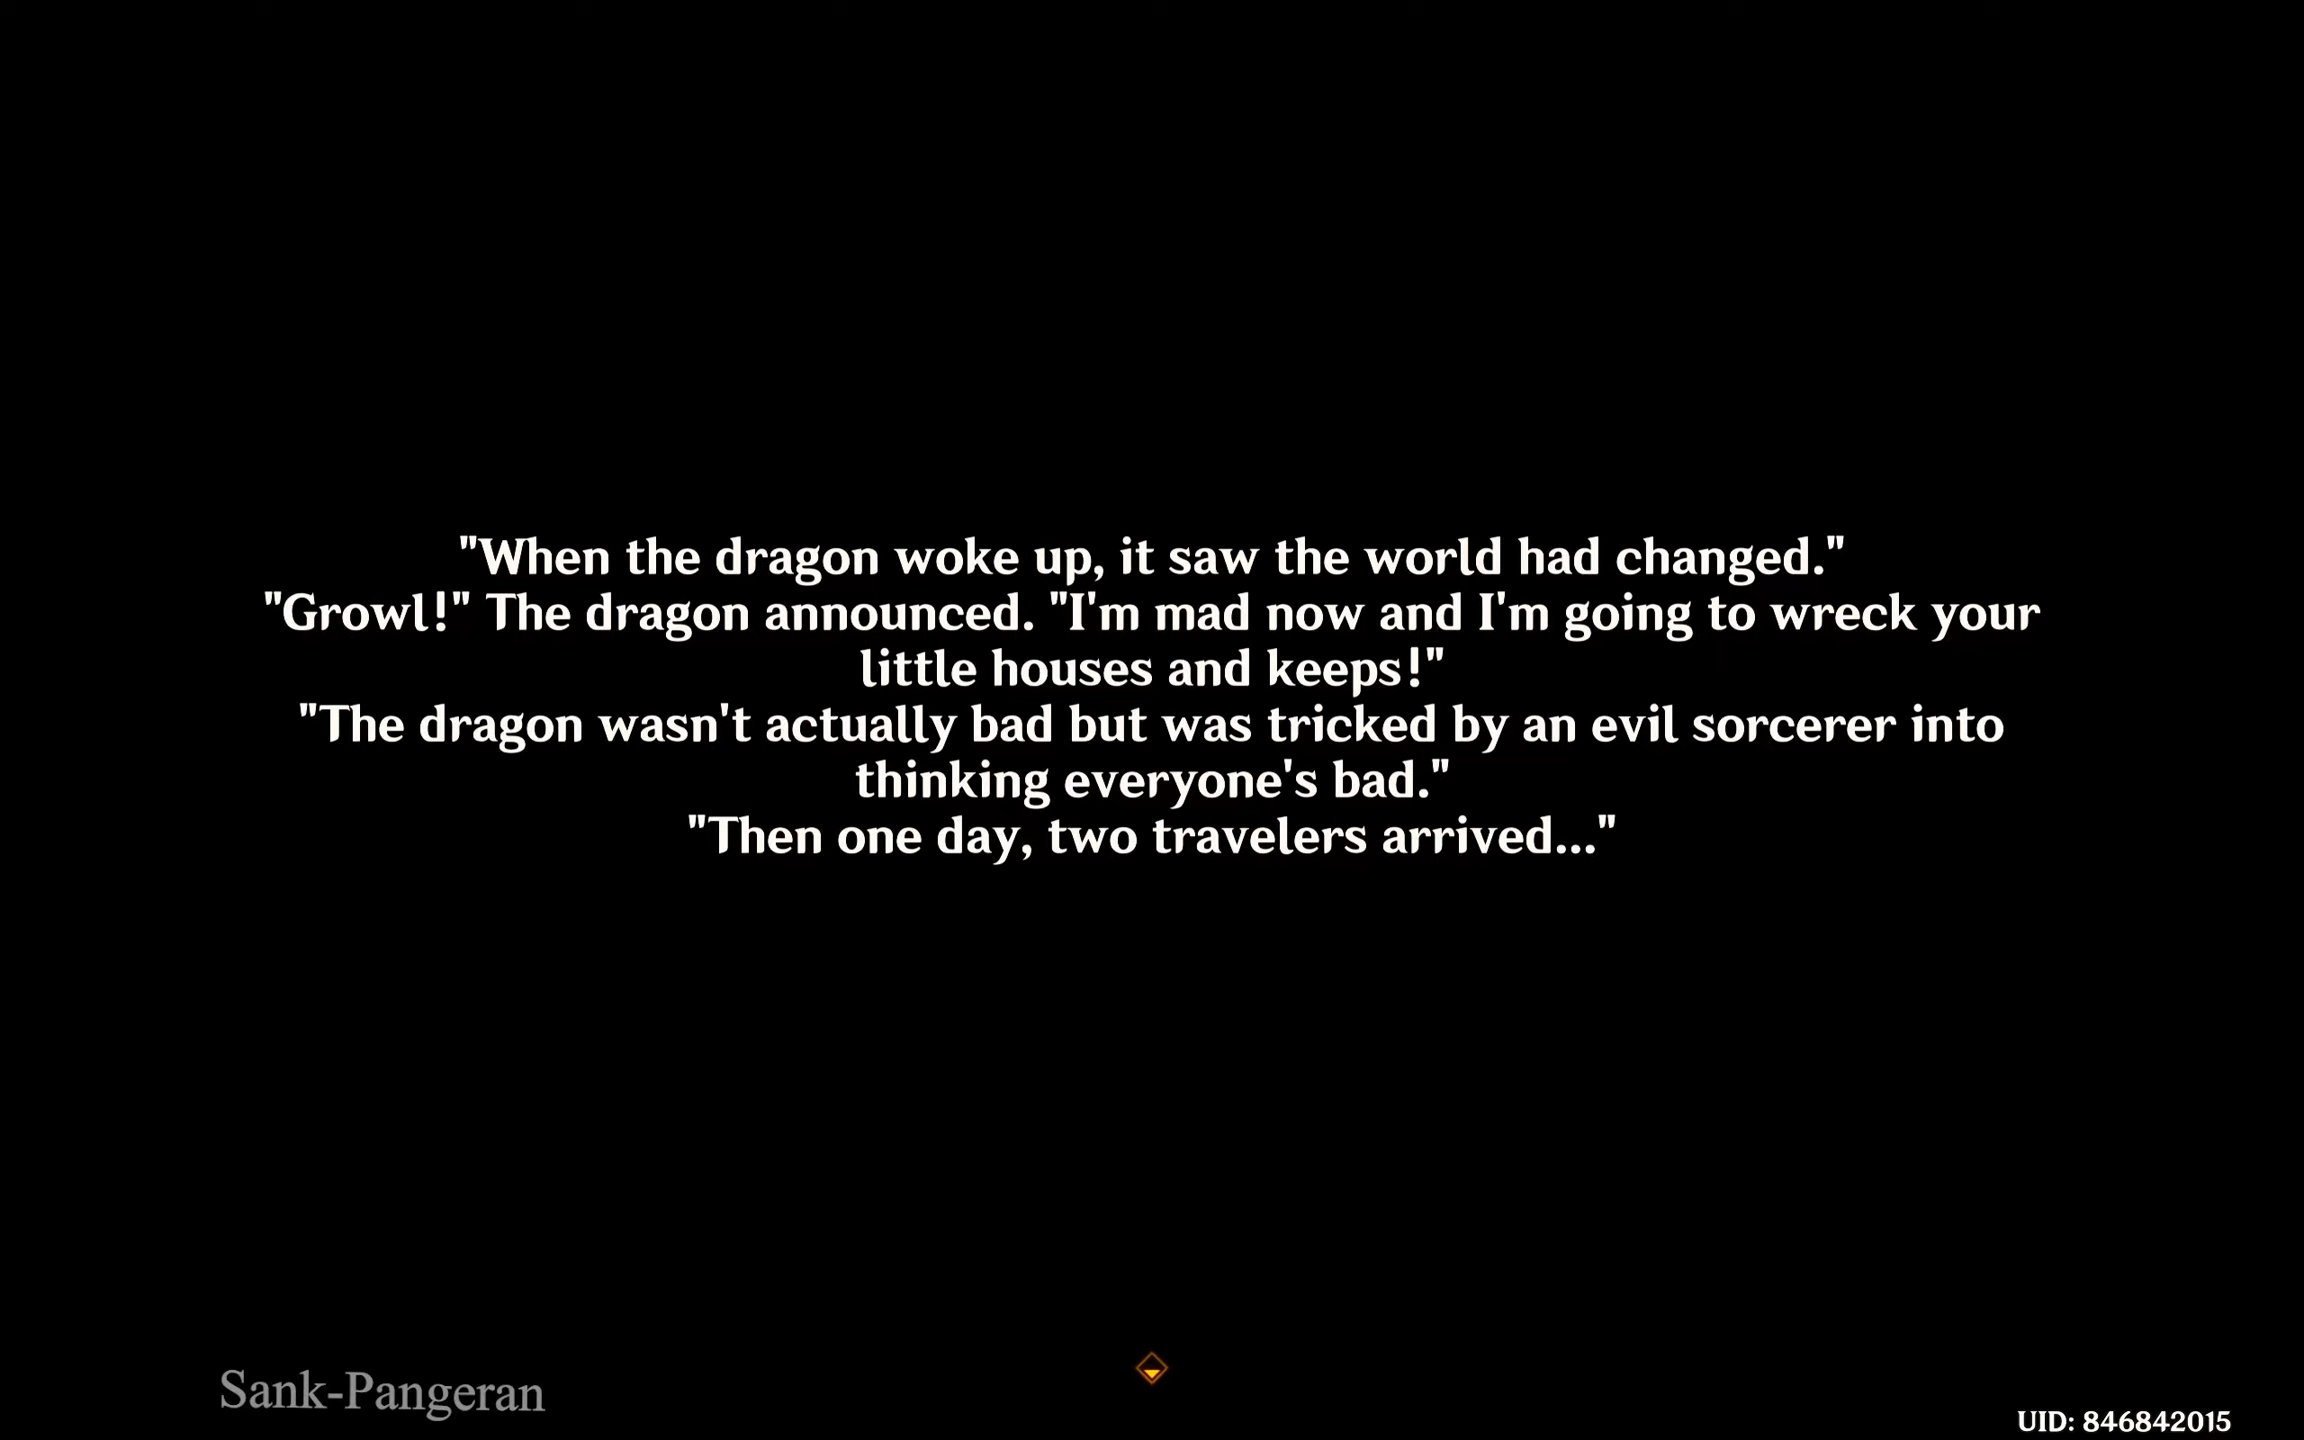 "When the dragon woke up, it saw the world had changed."
"Growl!" The dragon announced. "I'm mad now and I'm going to wreck your
little houses and keeps!"
"The dragon wasn't actually bad but was tricked by an evil sorcerer into
thinking everyone's bad."
"Then one day, two travelers arrived..."
Sank-Pangeran
UID: 846842015